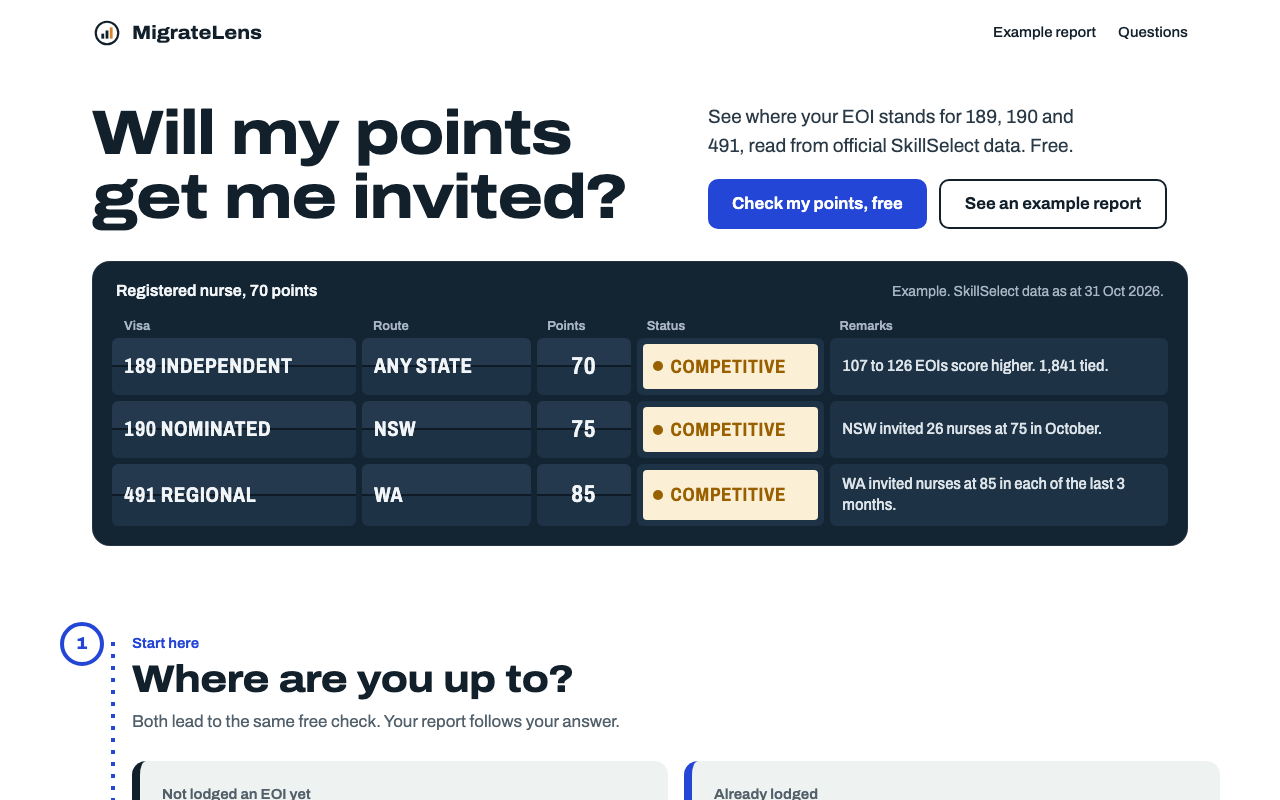 MigrateLens
Example report
Questions
Will my points
get me invited?
See where your EOI stands for 189, 190 and
491, read from official SkillSelect data. Free.
Check my points, free
See an example report
Registered nurse, 70 points
Example. SkillSelect data as at 31 Oct 2026.
Visa
Route
Points
Status
Remarks
189 INDEPENDENT
ANY STATE
70
COMPETITIVE
107 to 126 EOIs score higher. 1,841 tied.
190 NOMINATED
NSW
75
COMPETITIVE
NSW invited 26 nurses at 75 in October.
491 REGIONAL
WA
85
COMPETITIVE
WA invited nurses at 85 in each of the last 3
months.
1
Start here
Where are you up to?
Both lead to the same free check. Your report follows your answer.
Not lodged an EOI yet
Already lodged